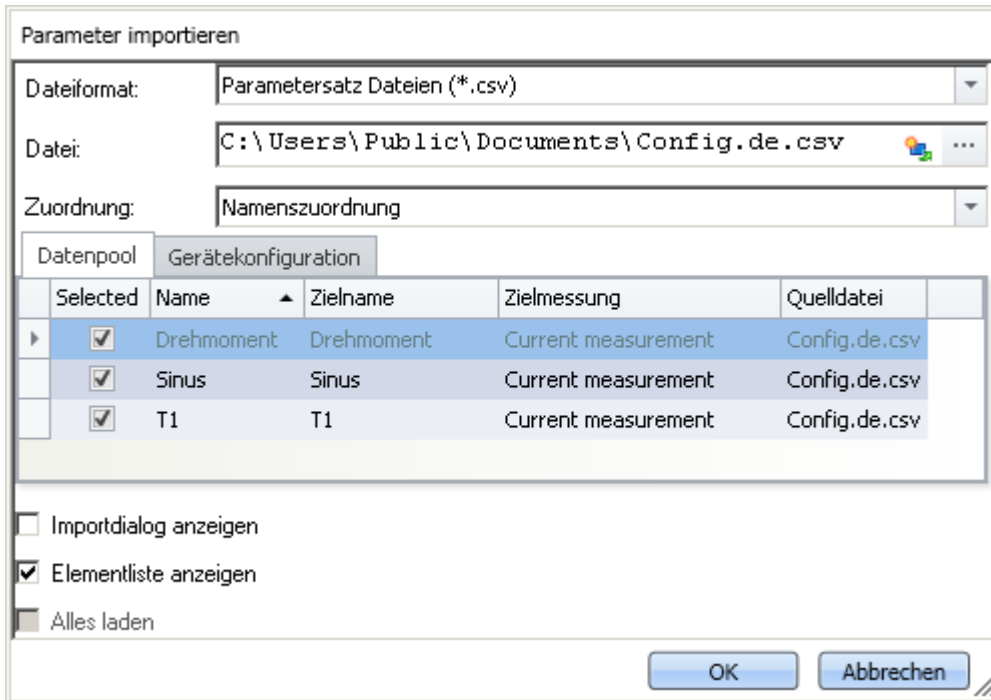 Parameter importieren
Dateiformat: Parametersatz Dateien (*.csv)
Datei: C:\Users\Public\Documents\Config.de.csv ...
Zuordnung: Namenszuordnung
Datenpool Gerätekonfiguration
Selected Name Zielname Zielmessung Quelldatei
Drehmoment Drehmoment Current measurement Config.de.csv
Sinus Sinus Current measurement Config.de.csv
T1 T1 Current measurement Config.de.csv
Importdialog anzeigen
Elementliste anzeigen
Alles laden
OK Abbrechen